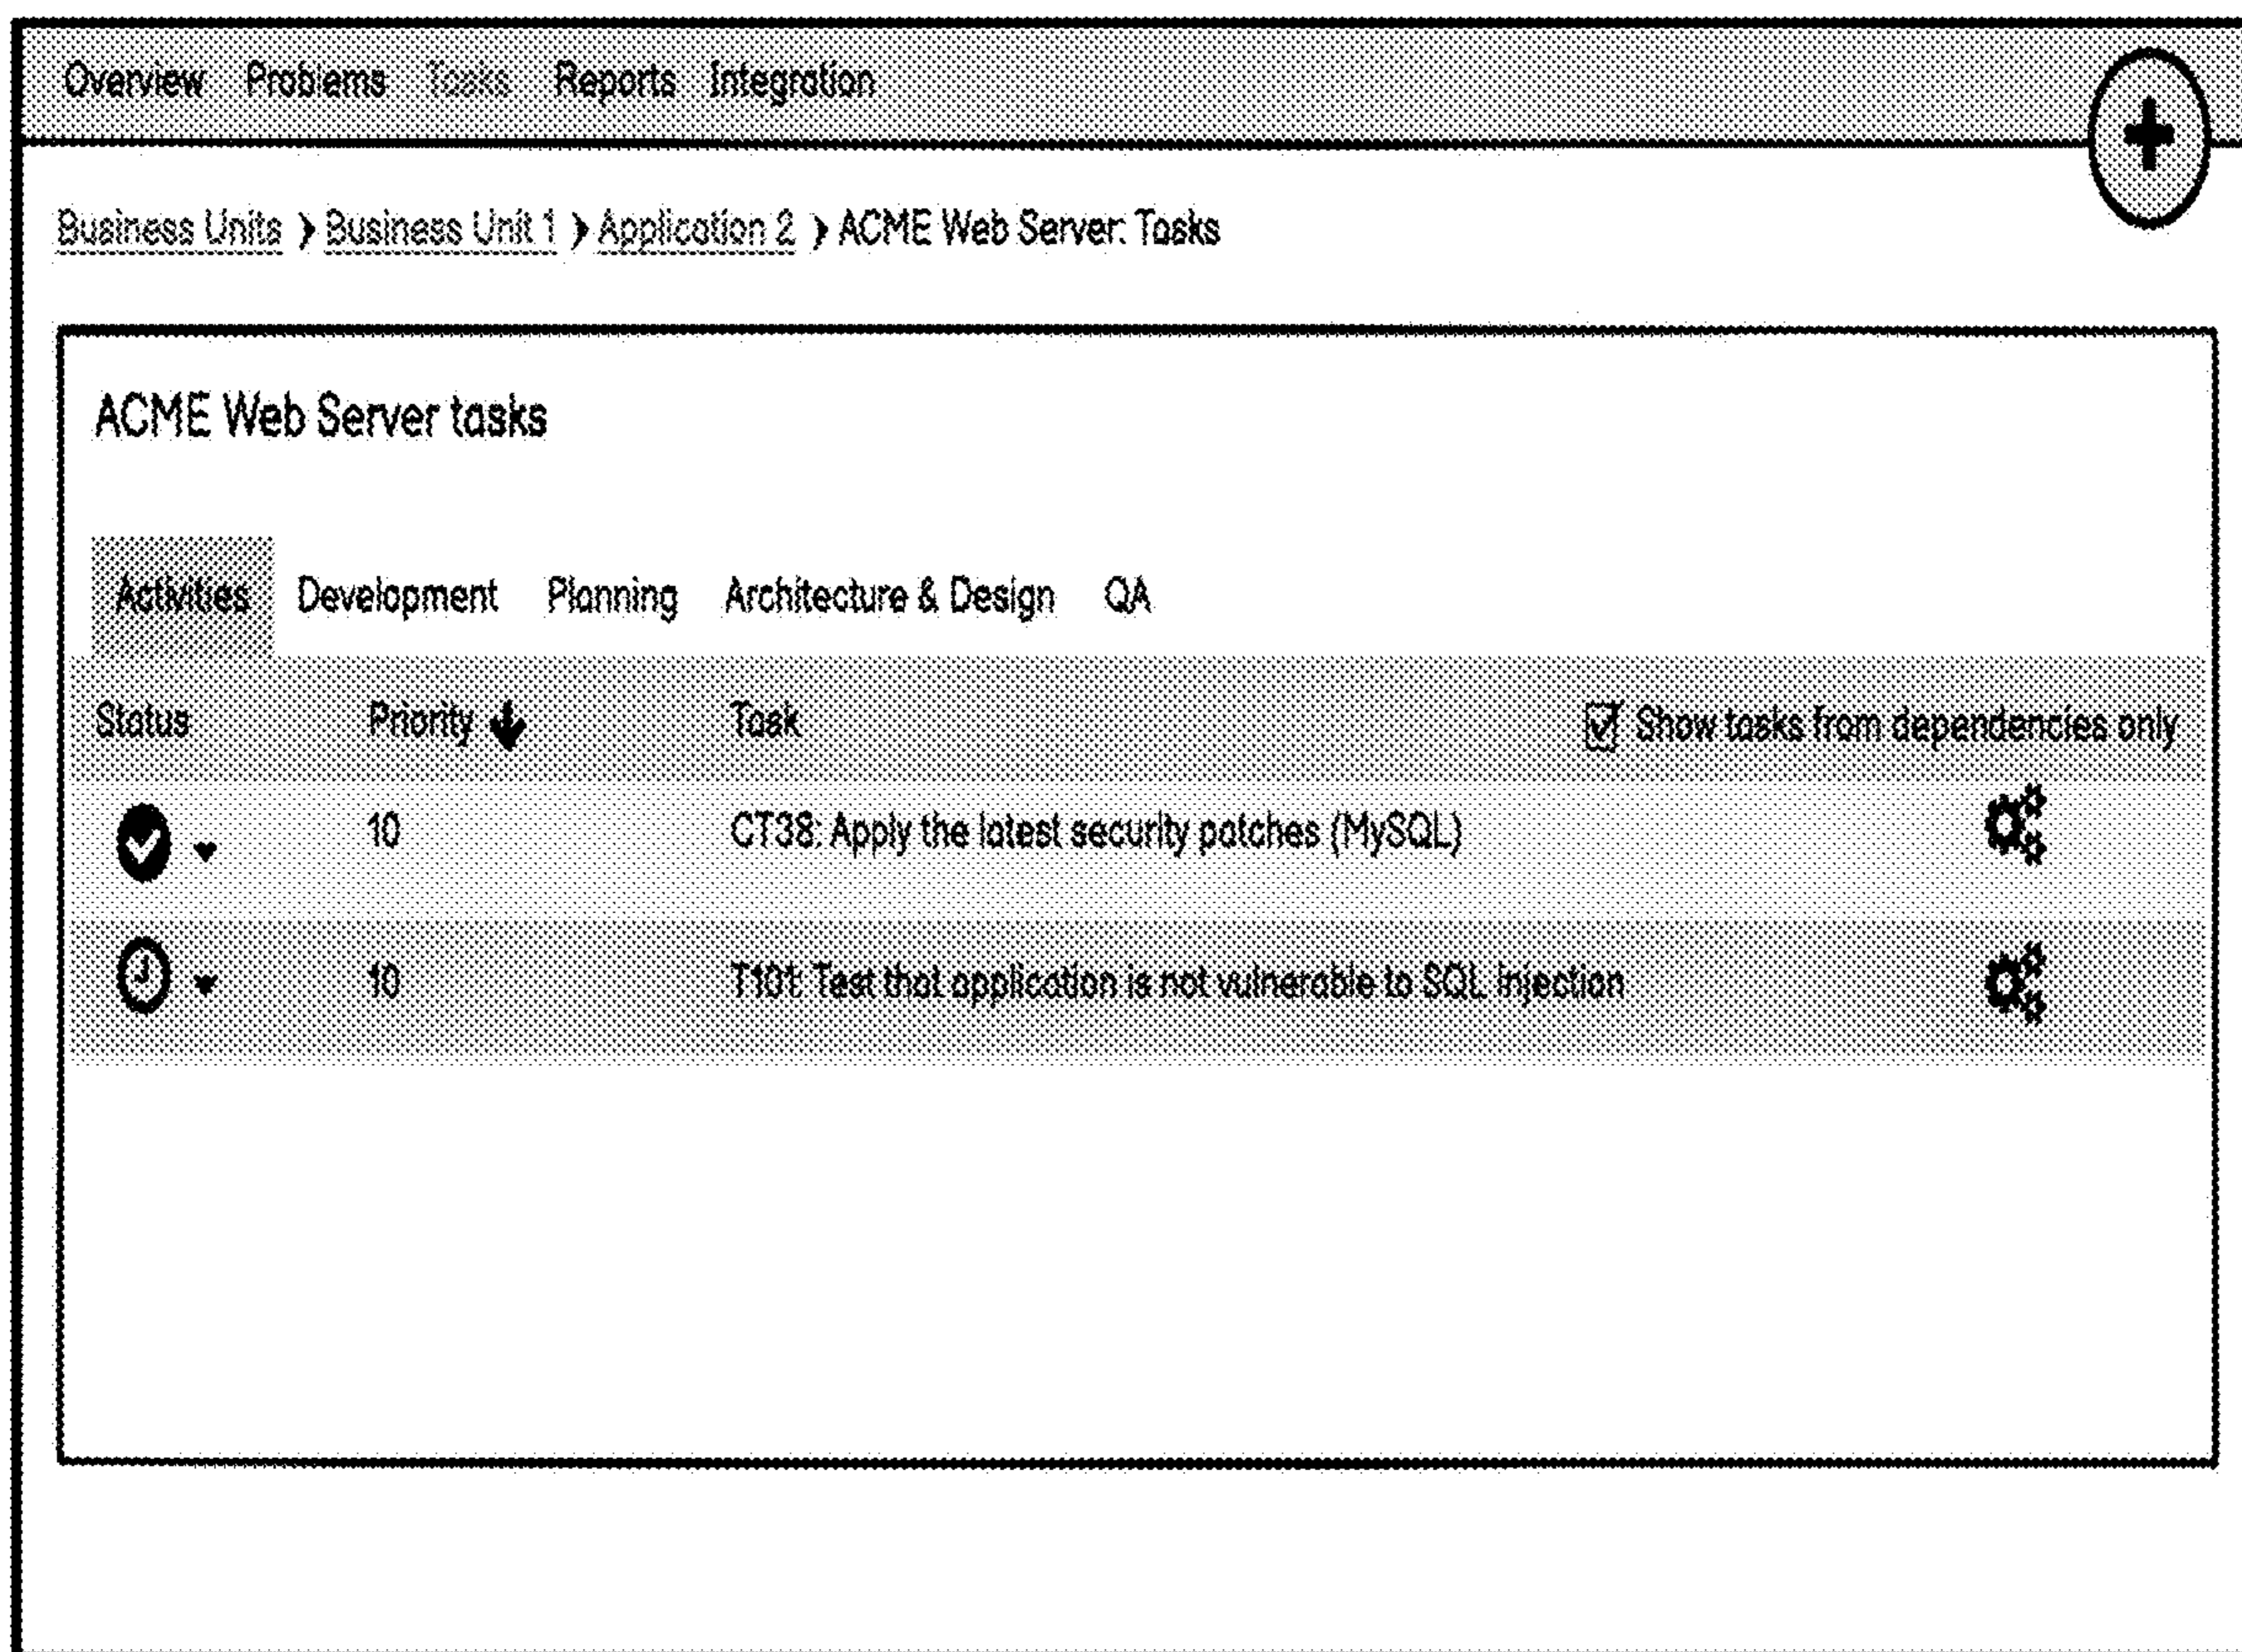 Overview Problems Tasks Reports Integration
Business Units > Business Unit 1 > Application 2 > ACME Web Server: Tasks
ACME Web Server tasks
Activities Development Planning Architecture & Design QA
Status Priority Task Show tasks from dependencies only
10 CT38: Apply the latest security patches (MySQL)
10 T101: Test that application is not vulnerable to SQL injection